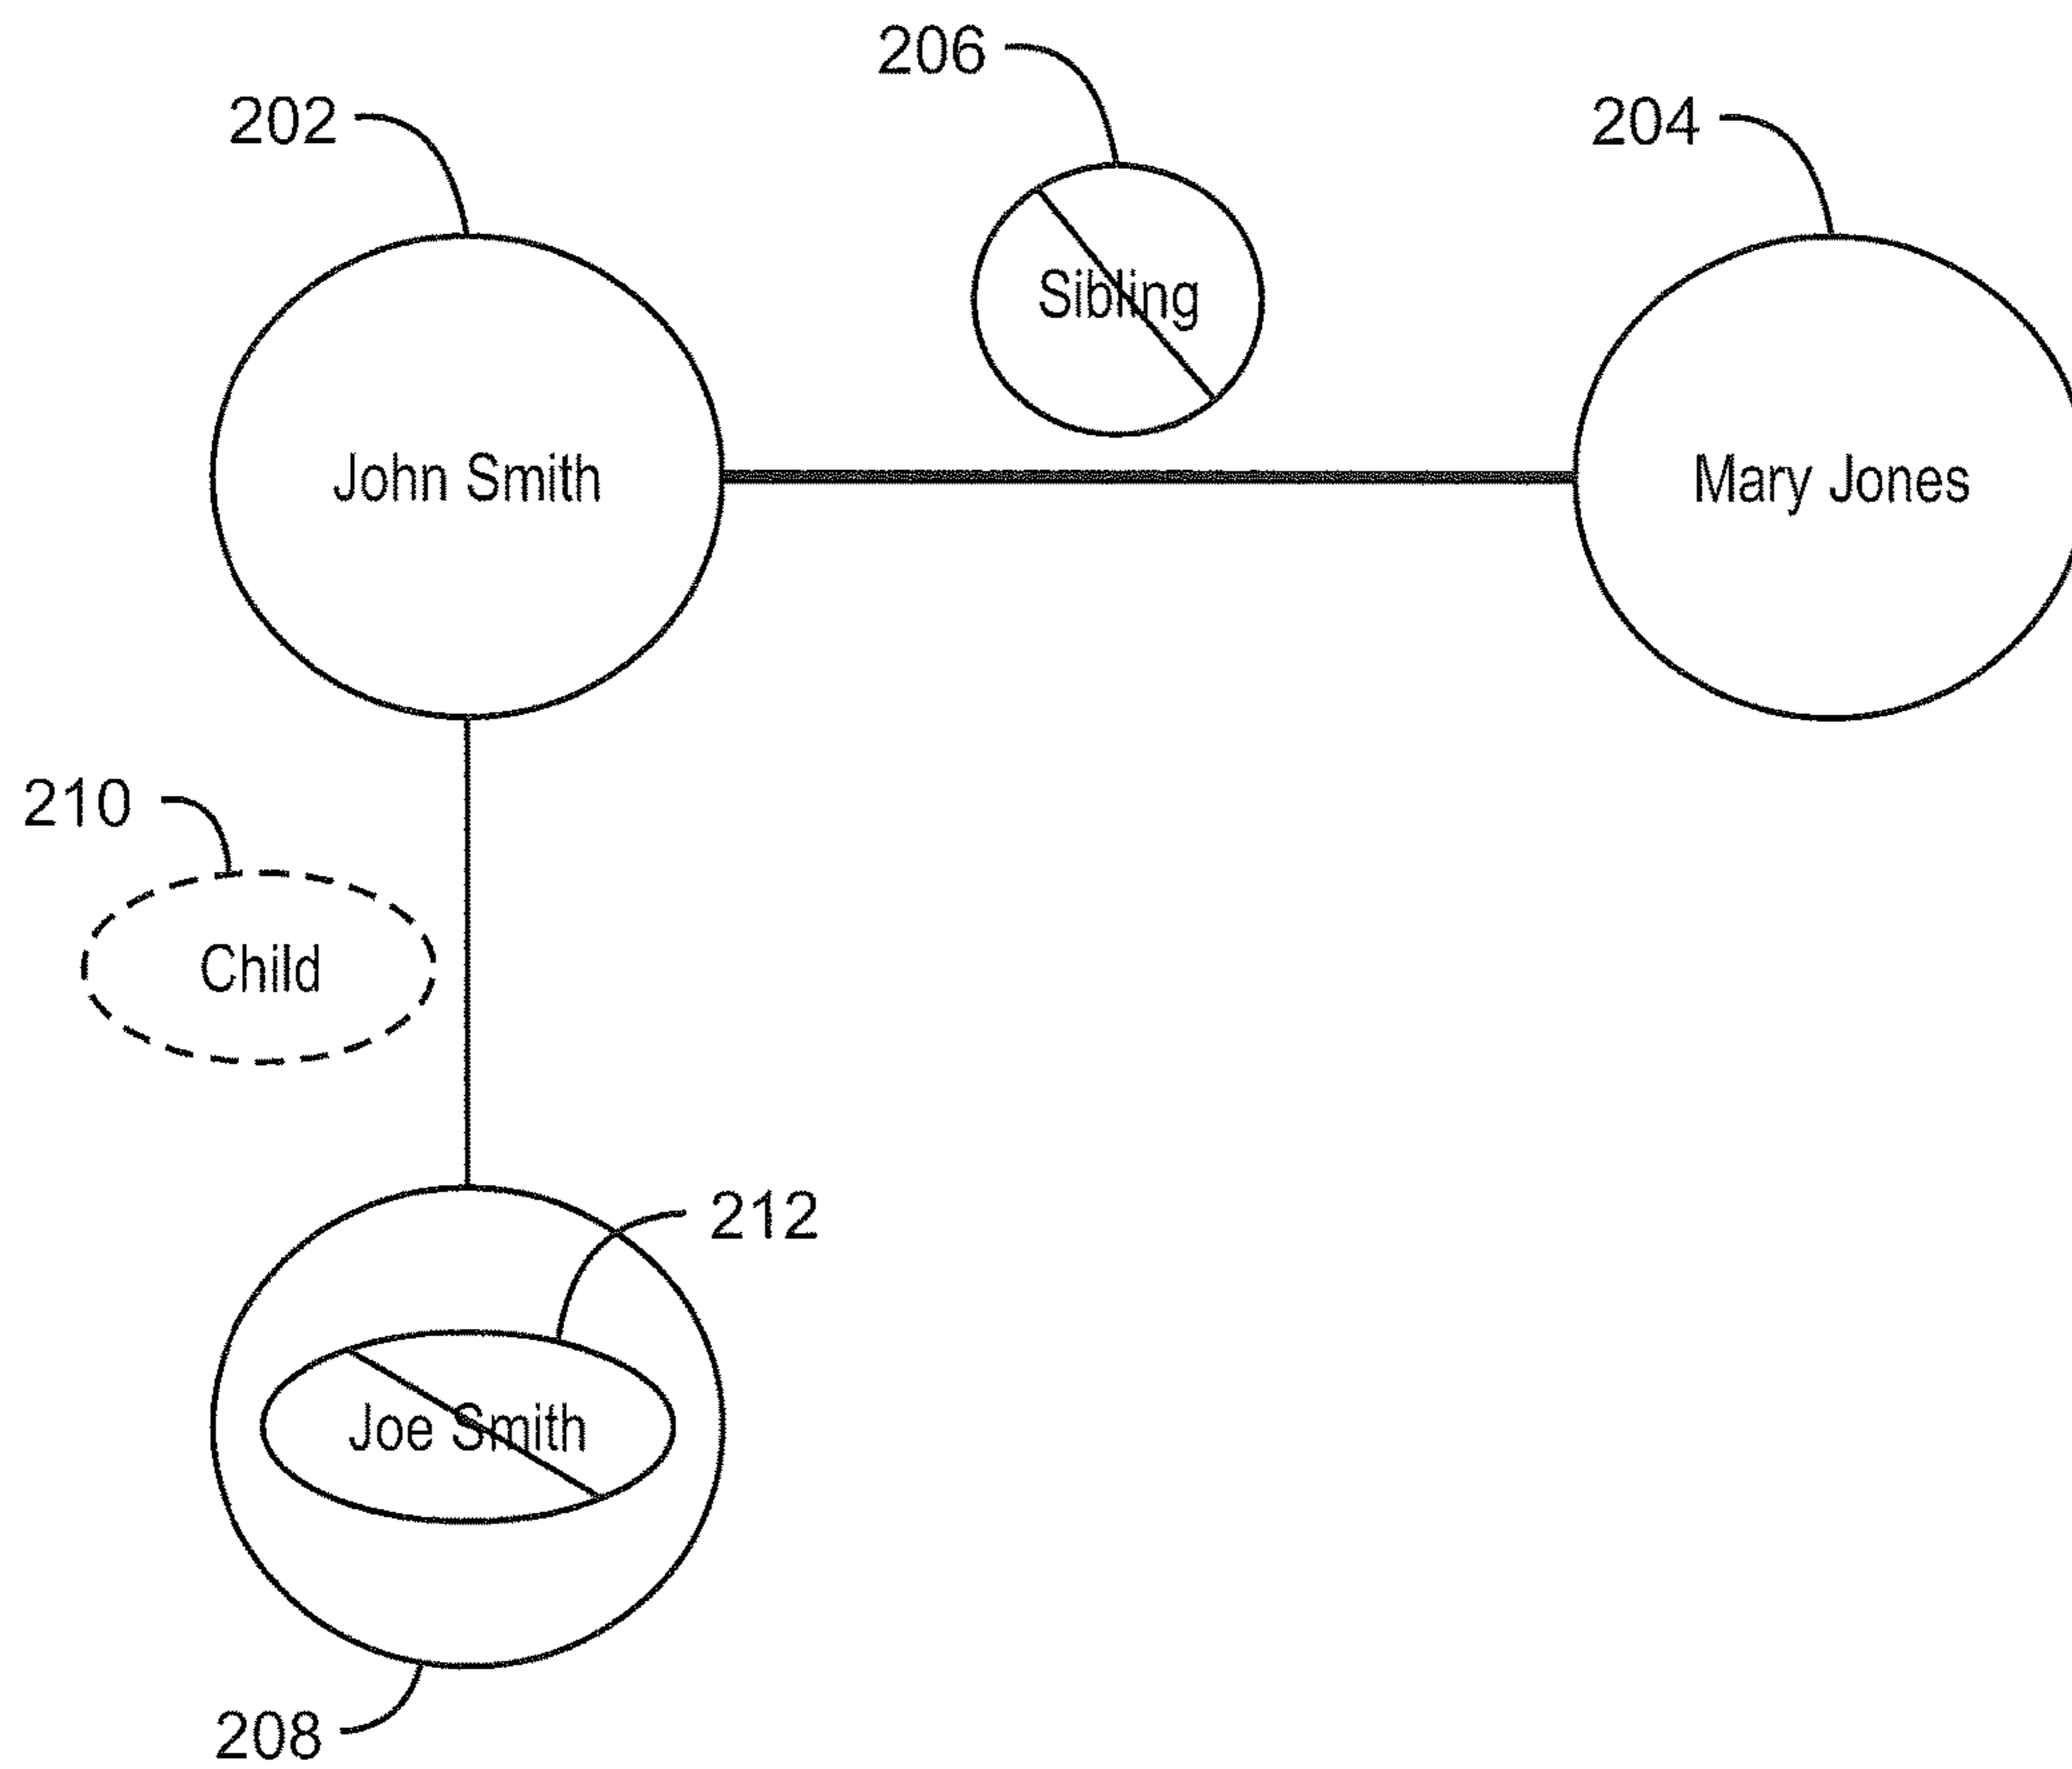 206
202
204
Sibling
John Smith
Mary Jones
210
Child
212
Joe Smith
208